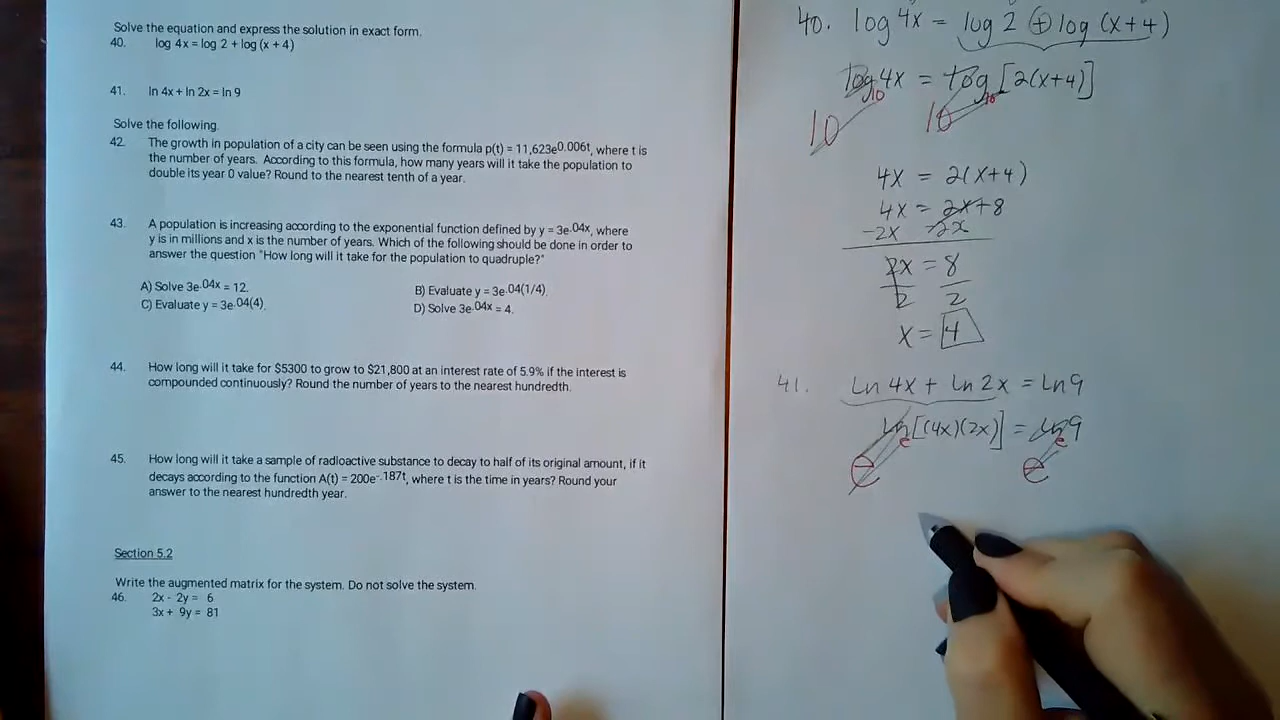 Solve the equation and express the solution in exact form.
40. log 4x = log 2 + log (x + 4)
41. ln 4x + ln 2x = ln 9
Solve the following.
42. The growth in population of a city can be seen using the formula p(t) = 11,623e0.006t, where t is
the number of years. According to this formula, how many years will it take the population to
double its year 0 value? Round to the nearest tenth of a year.
43. A population is increasing according to the exponential function defined by y = 3e.04x, where
y is in millions and x is the number of years. Which of the following should be done in order to
answer the question "How long will it take for the population to quadruple?"
A) Solve 3e.04x = 12. B) Evaluate y = 3e.04(1/4).
C) Evaluate y = 3e.04(4). D) Solve 3e.04x = 4.
44. How long will it take for $5300 to grow to $21,800 at an interest rate of 5.9% if the interest is
compounded continuously? Round the number of years to the nearest hundredth.
45. How long will it take a sample of radioactive substance to decay to half of its original amount, if it
decays according to the function A(t) = 200e-.187t, where t is the time in years? Round your
answer to the nearest hundredth year.
Section 5.2
Write the augmented matrix for the system. Do not solve the system.
46. 2x - 2y = 6
3x + 9y = 81
40. log 4x = log 2 + log (x+4)
log 10 4x = log 10 [2(x+4)]
10 10
4x = 2(x+4)
4x = 2x+8
-2x -2x
2x = 8
2 2
x = 4
41. ln 4x + ln 2x = ln 9
ln e [(4x)(2x)] = ln e 9
e e